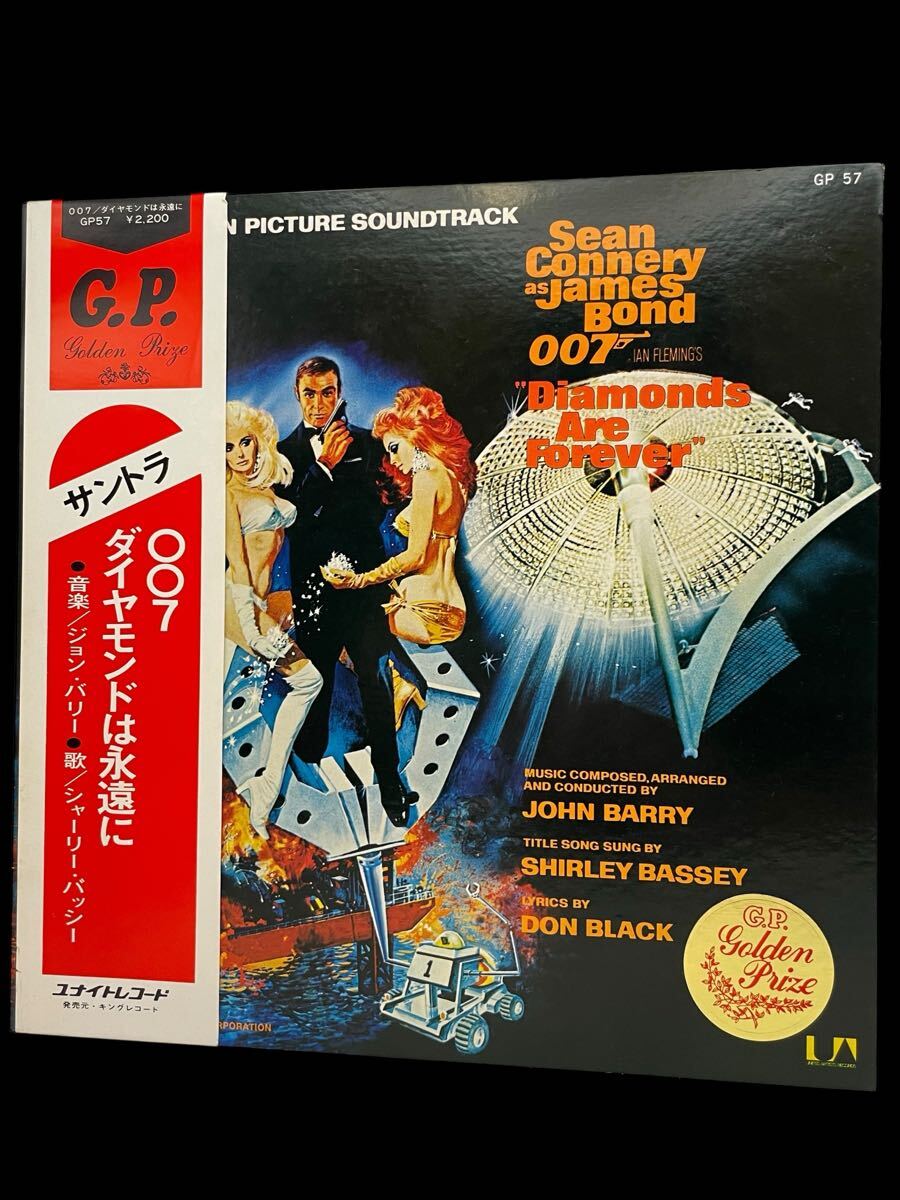 007/ダイヤモンドは永遠に
GP57 ¥2,200
G.P.
Golden Prize
サントラ
007
ダイヤモンドは永遠に
●音楽/ジョン・バリー●歌/シャーリー・バッシー
ユナイトレコード
発売元・キングレコード
GP 57
N PICTURE SOUNDTRACK
Sean
Connery
as James
Bond
007
IAN FLEMING'S
"Diamonds
Are
Forever"
MUSIC COMPOSED, ARRANGED
AND CONDUCTED BY
JOHN BARRY
TITLE SONG SUNG BY
SHIRLEY BASSEY
LYRICS BY
DON BLACK
G.P.
Golden
Prize
1
RPORATION
UA
UNITED ARTISTS RECORDS